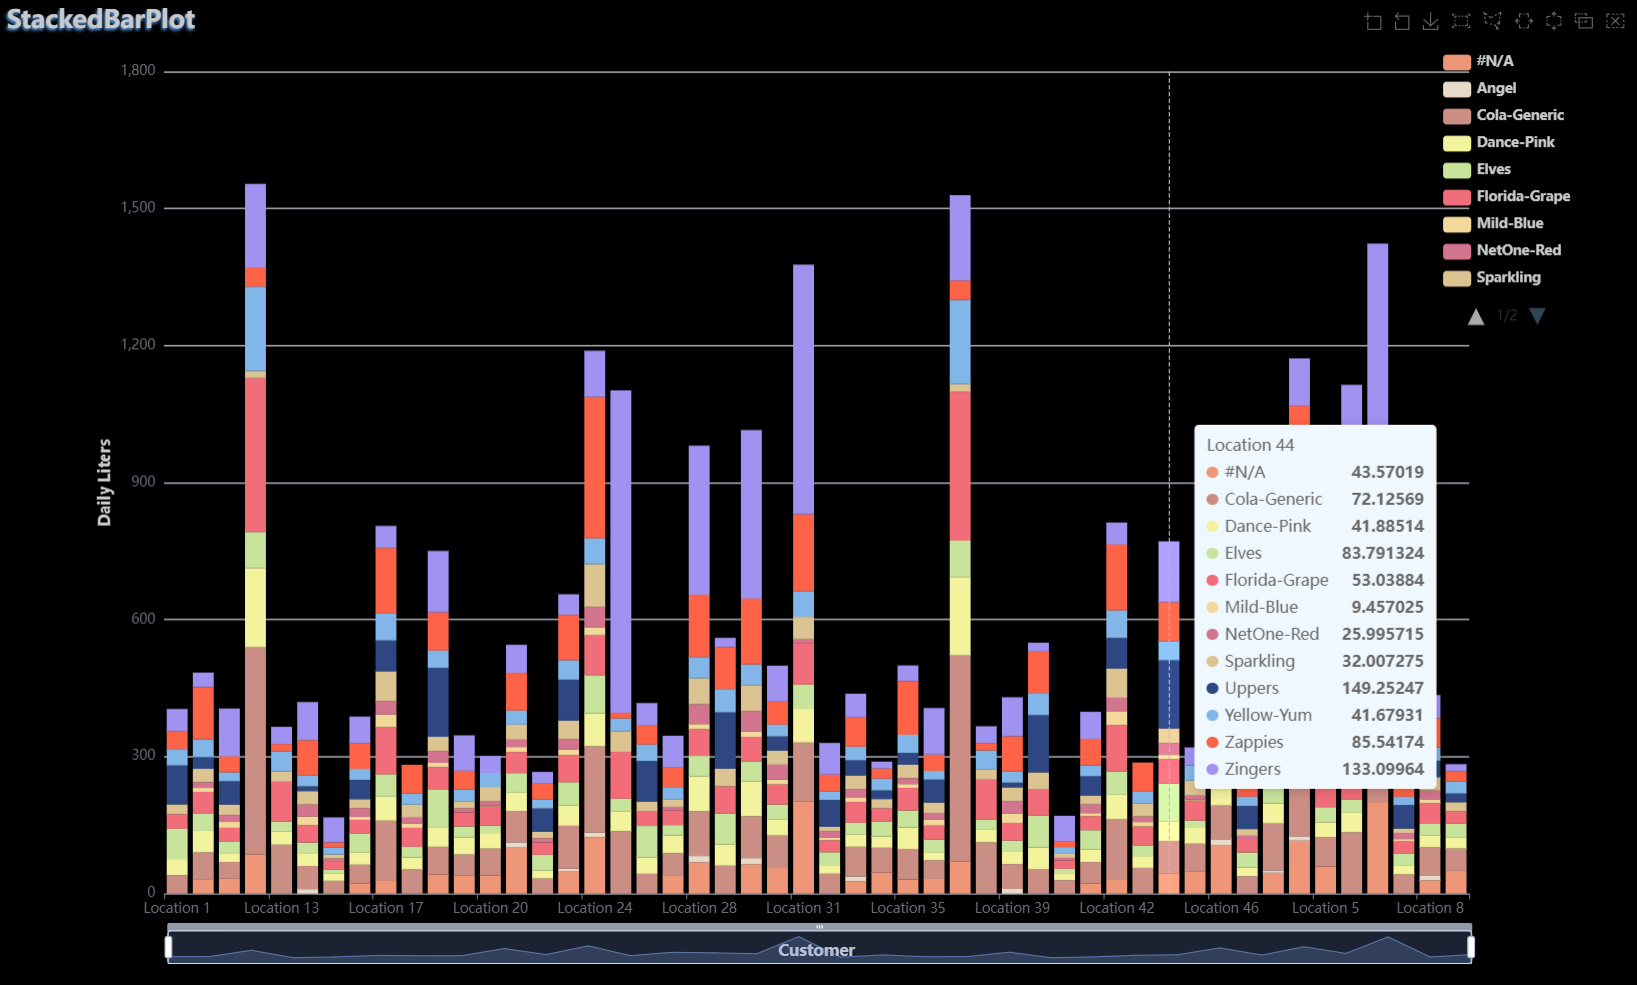 StackedBarPlot
#N/A
Angel
Cola-Generic
Dance-Pink
Elves
Florida-Grape
Mild-Blue
NetOne-Red
Sparkling
1/2
1,800
1,500
1,200
900
600
300
0
Daily Liters
Location 44
#N/A 43.57019
Cola-Generic 72.12569
Dance-Pink 41.88514
Elves 83.791324
Florida-Grape 53.03884
Mild-Blue 9.457025
NetOne-Red 25.995715
Sparkling 32.007275
Uppers 149.25247
Yellow-Yum 41.67931
Zappies 85.54174
Zingers 133.09964
Location 1 Location 13 Location 17 Location 20 Location 24 Location 28 Location 31 Location 35 Location 39 Location 42 Location 46 Location 5 Location 8
Customer